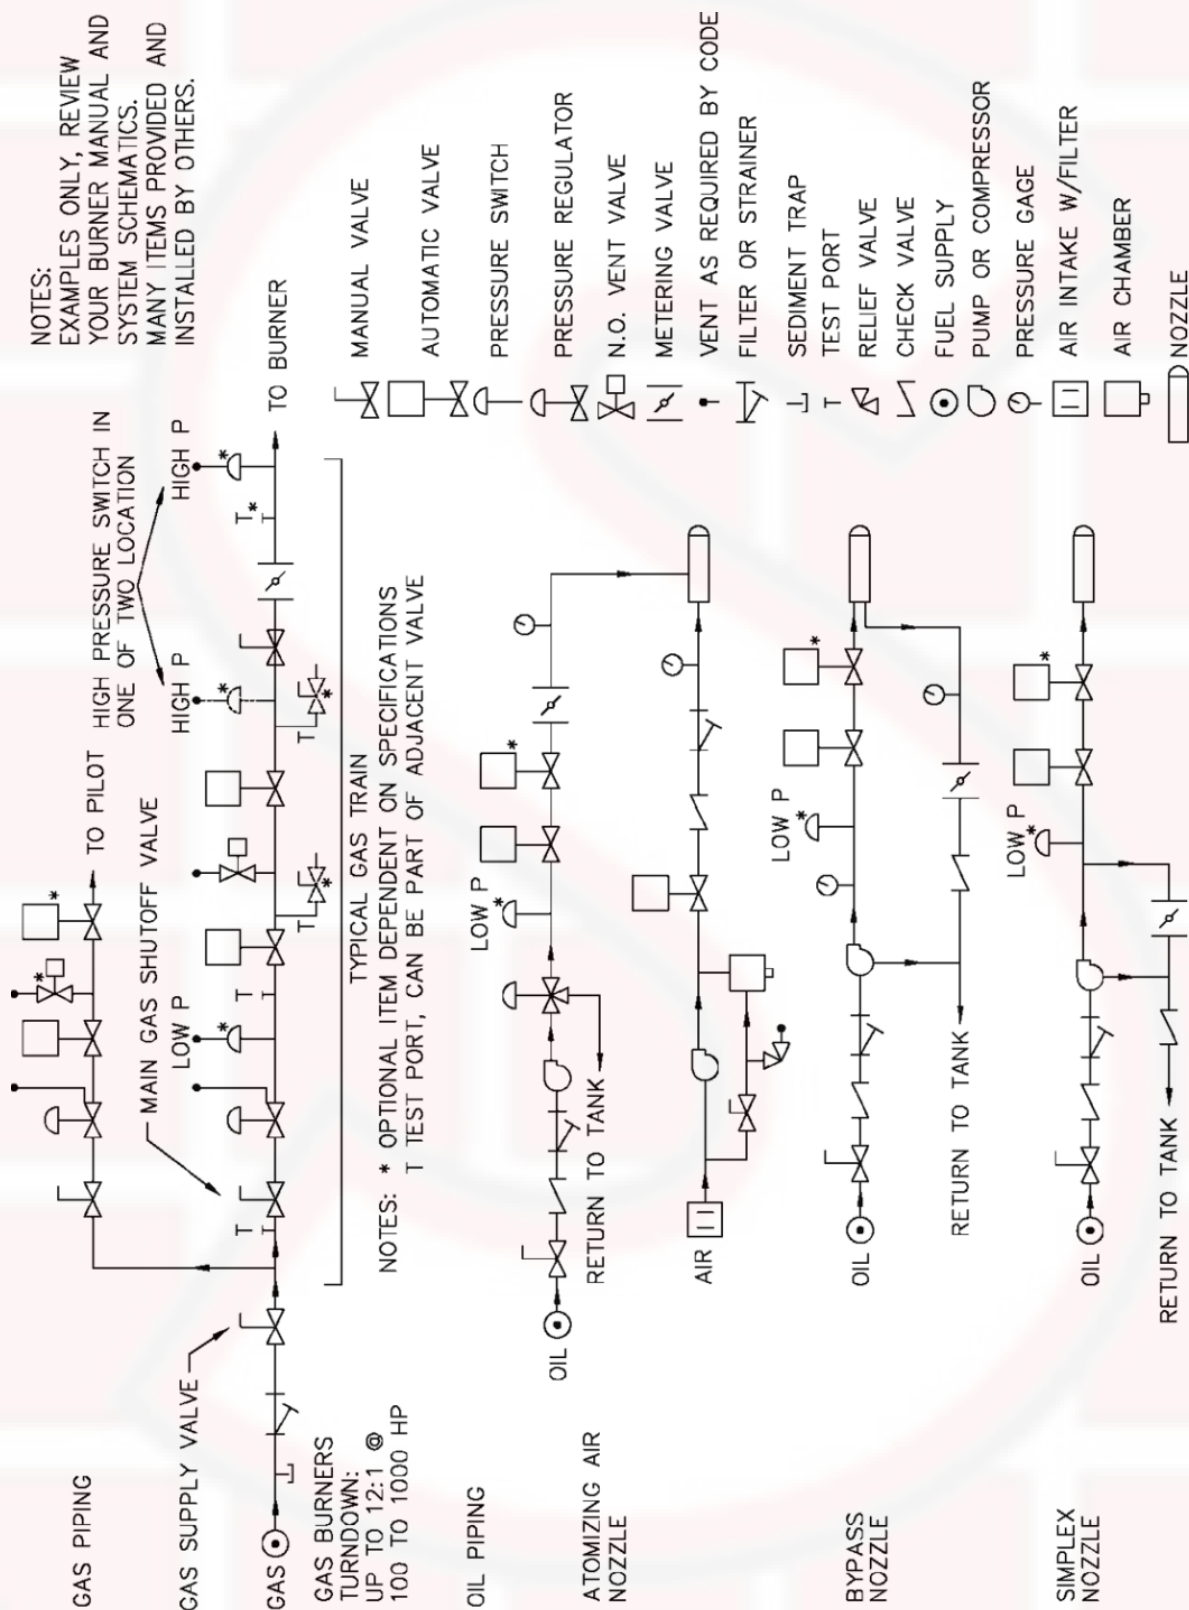 NOTES:
EXAMPLES ONLY, REVIEW
YOUR BURNER MANUAL AND
SYSTEM SCHEMATICS.
MANY ITEMS PROVIDED AND
INSTALLED BY OTHERS.
GAS PIPING
TO PILOT
HIGH PRESSURE SWITCH IN
ONE OF TWO LOCATION
*
*
MAIN GAS SHUTOFF VALVE
GAS SUPPLY VALVE
LOW P
HIGH P
HIGH P
*
*
*
T
T
T*
GAS
TO BURNER
T
*
T
*
GAS BURNERS
TURNDOWN:
UP TO 12:1 @
100 TO 1000 HP
TYPICAL GAS TRAIN
NOTES: * OPTIONAL ITEM DEPENDENT ON SPECIFICATIONS
T TEST PORT, CAN BE PART OF ADJACENT VALVE
MANUAL VALVE
AUTOMATIC VALVE
PRESSURE SWITCH
PRESSURE REGULATOR
N.O. VENT VALVE
METERING VALVE
VENT AS REQUIRED BY CODE
FILTER OR STRAINER
SEDIMENT TRAP
T TEST PORT
RELIEF VALVE
CHECK VALVE
FUEL SUPPLY
PUMP OR COMPRESSOR
PRESSURE GAGE
AIR INTAKE W/FILTER
AIR CHAMBER
NOZZLE
OIL PIPING
LOW P
*
*
OIL
ATOMIZING AIR
NOZZLE
RETURN TO TANK
AIR
LOW P
*
*
BYPASS
NOZZLE
OIL
RETURN TO TANK
LOW P
*
*
SIMPLEX
NOZZLE
OIL
RETURN TO TANK